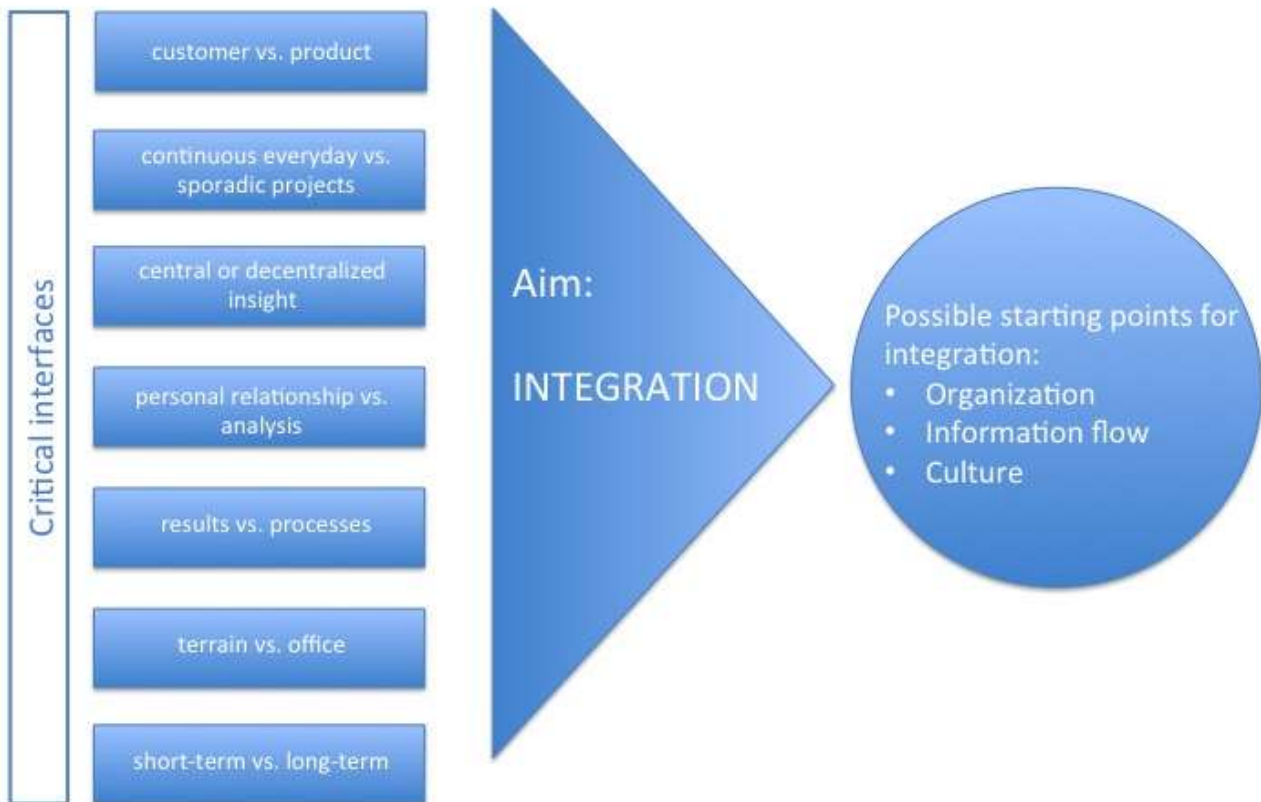 Critical interfaces
customer vs. product
continuous everyday vs.
sporadic projects
central or decentralized
insight
personal relationship vs.
analysis
results vs. processes
terrain vs. office
short-term vs. long-term
Aim:
INTEGRATION
Possible starting points for
integration:
• Organization
• Information flow
• Culture